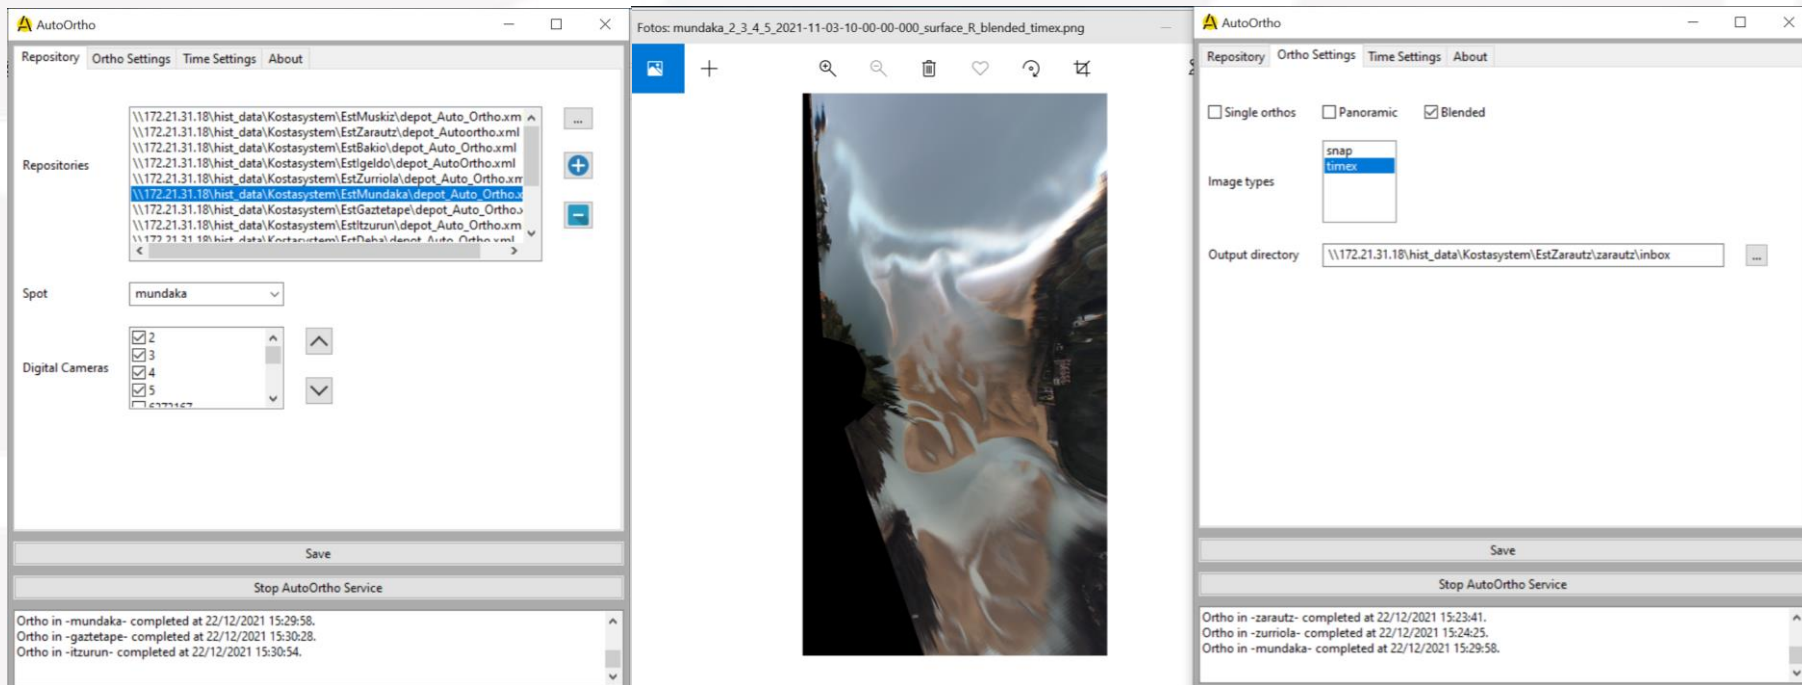 AutoOrtho
Repository Ortho Settings Time Settings About
Repositories
\\172.21.31.18\hist_data\Kostasystem\EstMuskiz\depot_Auto_Ortho.xm
\\172.21.31.18\hist_data\Kostasystem\EstZarautz\depot_Autoortho.xml
\\172.21.31.18\hist_data\Kostasystem\EstBakio\depot_Auto_Ortho.xml
\\172.21.31.18\hist_data\Kostasystem\EstIgeldo\depot_AutoOrtho.xml
\\172.21.31.18\hist_data\Kostasystem\EstZurriola\depot_Auto_Ortho.xm
\\172.21.31.18\hist_data\Kostasystem\EstMundaka\depot_Auto_Ortho.x
\\172.21.31.18\hist_data\Kostasystem\EstGaztetape\depot_Auto_Ortho.x
\\172.21.31.18\hist_data\Kostasystem\EstItzurun\depot_Auto_Ortho.xm
\\172.21.31.18\hist_data\Kostasystem\EstDeba\depot_Auto_Ortho.xml
...
Spot
mundaka
Digital Cameras
2
3
4
5
6272167
Save
Stop AutoOrtho Service
Ortho in -mundaka- completed at 22/12/2021 15:29:58.
Ortho in -gaztetape- completed at 22/12/2021 15:30:28.
Ortho in -itzurun- completed at 22/12/2021 15:30:54.
Fotos: mundaka_2_3_4_5_2021-11-03-10-00-00-000_surface_R_blended_timex.png
AutoOrtho
Repository Ortho Settings Time Settings About
Single orthos Panoramic Blended
Image types
snap
timex
Output directory
\\172.21.31.18\hist_data\Kostasystem\EstZarautz\zarautz\inbox
...
Save
Stop AutoOrtho Service
Ortho in -zarautz- completed at 22/12/2021 15:23:41.
Ortho in -zurriola- completed at 22/12/2021 15:24:25.
Ortho in -mundaka- completed at 22/12/2021 15:29:58.